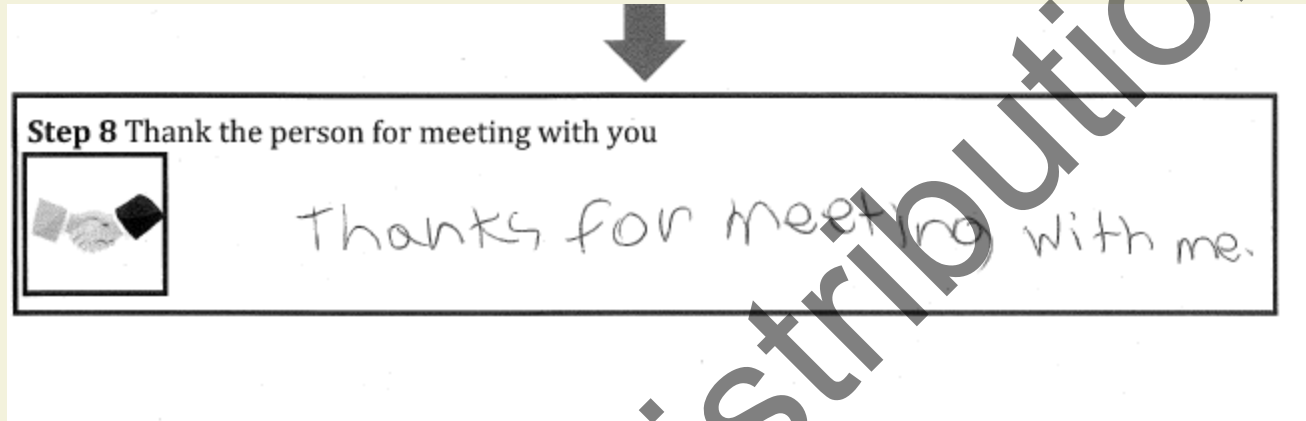 Step 8 Thank the person for meeting with you
Thanks for meeting with me.